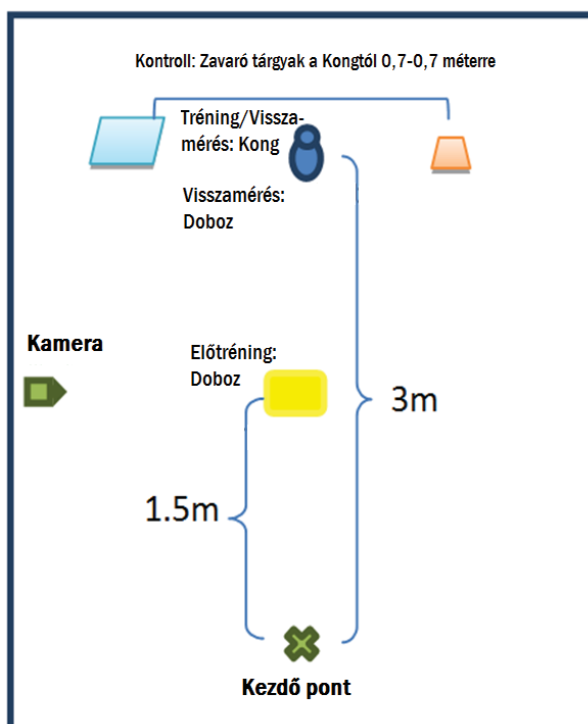 Kontroll: Zavaró tárgyak a Kongtól 0,7-0,7 méterre
Tréning/Vissza-
mérés: Kong
Visszamérés:
Doboz
Kamera
Előtréning:
Doboz
3m
1.5m
Kezdő pont